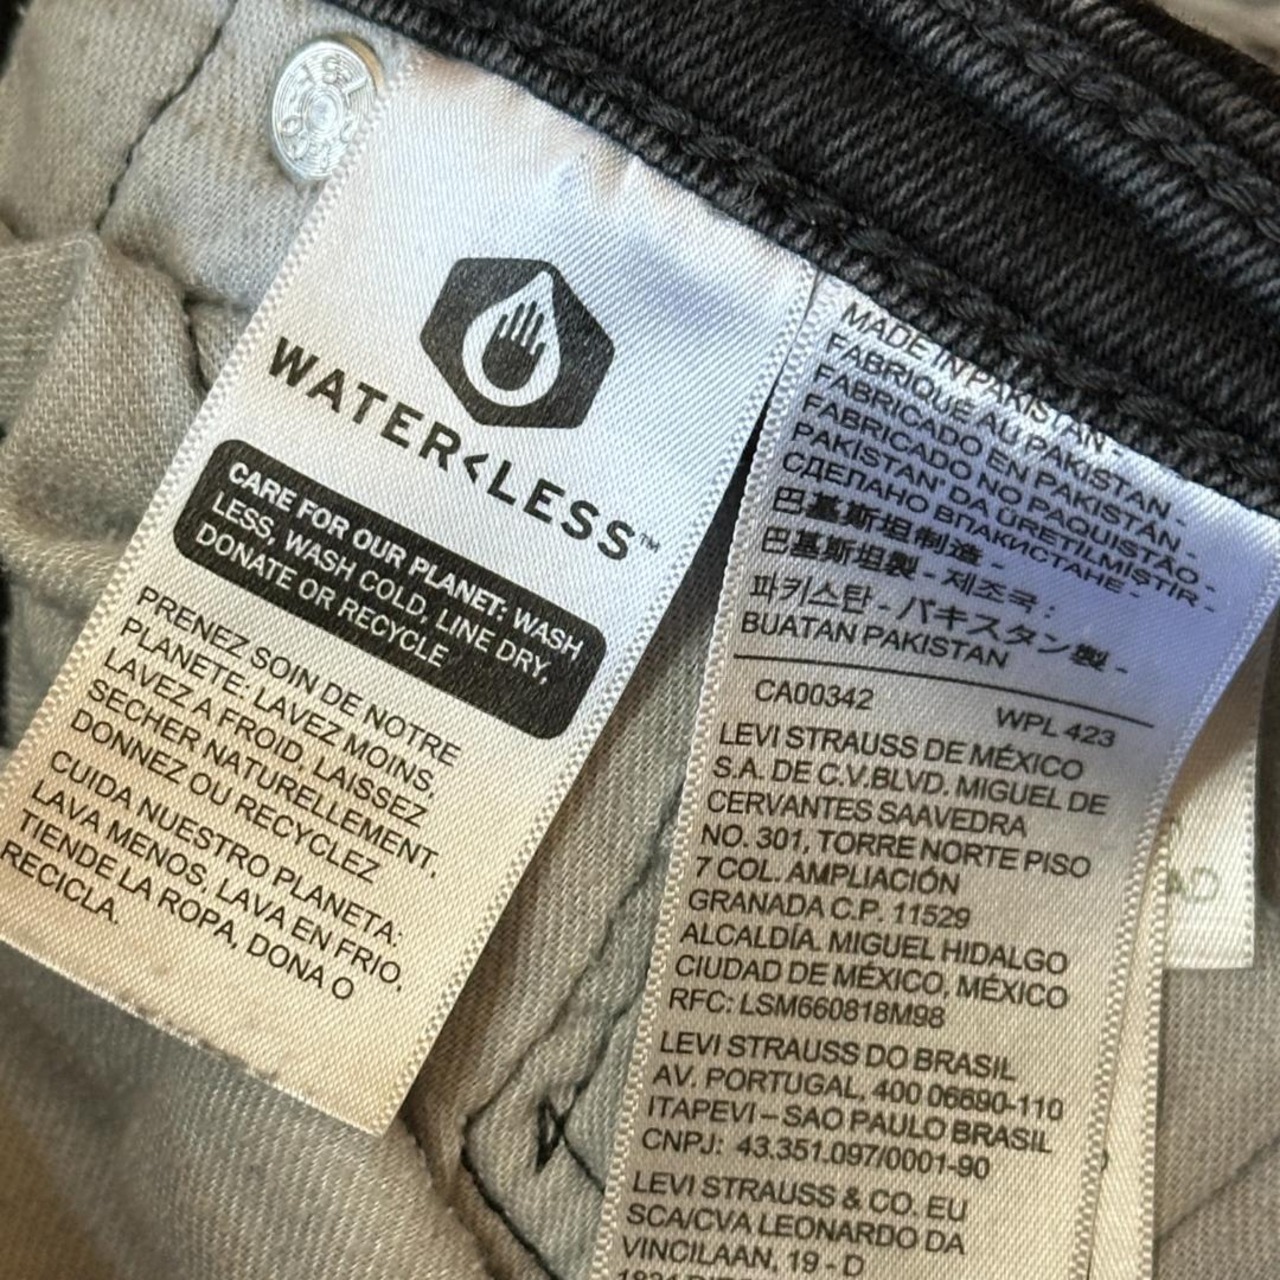 WATER<LESS™
CARE FOR OUR PLANET: WASH
LESS, WASH COLD, LINE DRY,
DONATE OR RECYCLE
PRENEZ SOIN DE NOTRE
PLANETE: LAVEZ MOINS,
LAVEZ A FROID, LAISSEZ
SECHER NATURELLEMENT.
DONNEZ OU RECYCLEZ
CUIDA NUESTRO PLANETA:
LAVA MENOS, LAVA EN FRIO,
TIENDE LA ROPA, DONA O
RECICLA.
MADE IN PAKISTAN -
FABRIQUÉ AU PAKISTAN -
FABRICADO EN PAKISTÁN -
FABRICADO NO PAQUISTÃO -
PAKİSTAN' DA ÜRETİLMİŞTİR -
СДЕЛАНО ВПАКИСТАНЕ -
巴基斯坦制造 -
巴基斯坦製 - 제조국 :
파키스탄 - パキスタン製 -
BUATAN PAKISTAN
CA00342 WPL 423
LEVI STRAUSS DE MÉXICO
S.A. DE C.V.BLVD. MIGUEL DE
CERVANTES SAAVEDRA
NO. 301, TORRE NORTE PISO
7 COL. AMPLIACIÓN
GRANADA C.P. 11529
ALCALDÍA. MIGUEL HIDALGO
CIUDAD DE MÉXICO, MÉXICO
RFC: LSM660818M98
LEVI STRAUSS DO BRASIL
AV. PORTUGAL, 400 06690-110
ITAPEVI – SAO PAULO BRASIL
CNPJ: 43.351.097/0001-90
LEVI STRAUSS & CO. EU
SCA/CVA LEONARDO DA
VINCILAAN, 19 - D